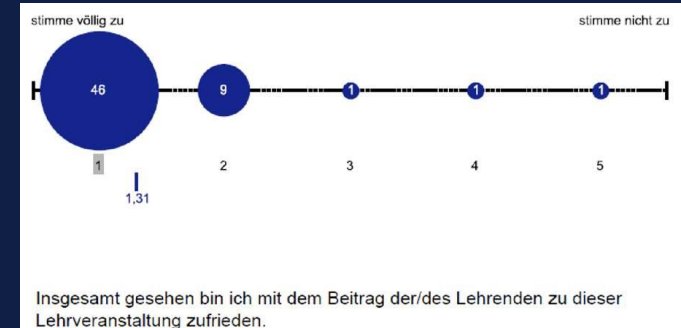 stimme völlig zu stimme nicht zu
46 9 1 1 1
1 2 3 4 5
1,31
Insgesamt gesehen bin ich mit dem Beitrag der/des Lehrenden zu dieser
Lehrveranstaltung zufrieden.